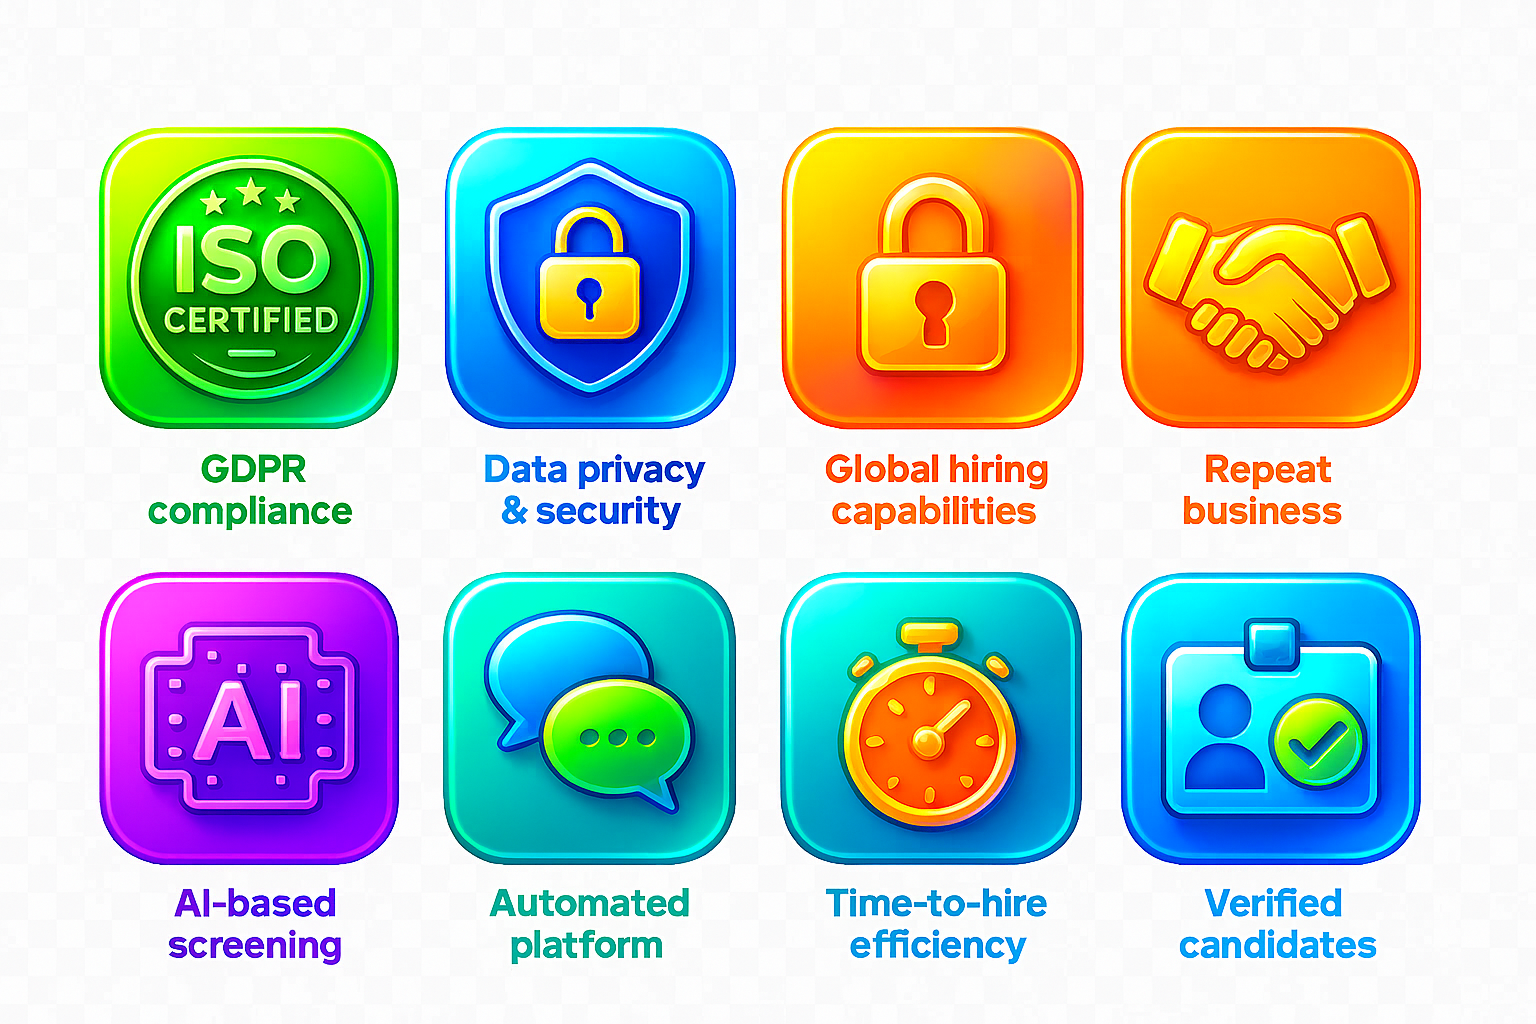 ISO
CERTIFIED
GDPR
compliance
Data privacy
& security
Global hiring
capabilities
Repeat
business
AI
AI-based
screening
Automated
platform
Time-to-hire
efficiency
Verified
candidates